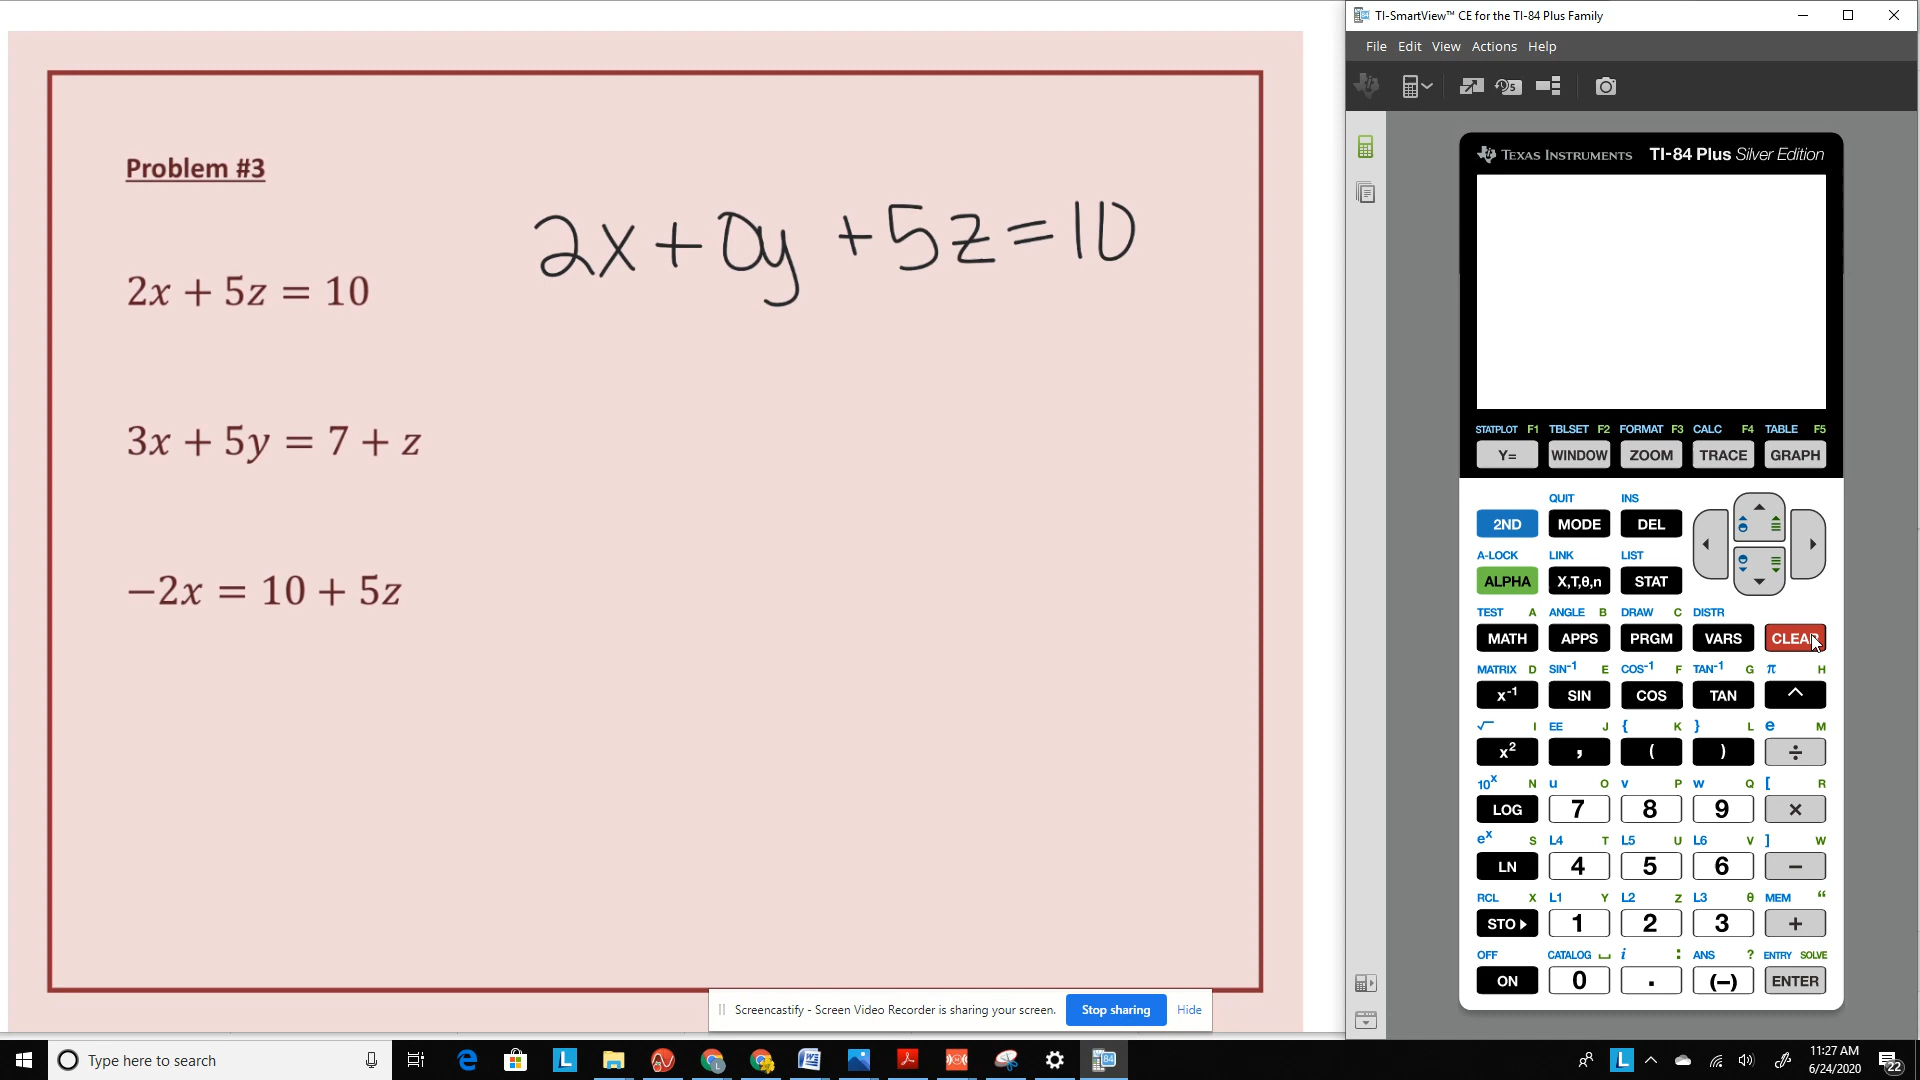 TI-SmartView™ CE for the TI-84 Plus Family
File Edit View Actions Help
Problem #3
2x + 0y + 5z = 10
2x + 5z = 10
3x + 5y = 7 + z
−2x = 10 + 5z
TEXAS INSTRUMENTS TI-84 Plus Silver Edition
STATPLOT F1 TBLSET F2 FORMAT F3 CALC F4 TABLE F5
Y= WINDOW ZOOM TRACE GRAPH
QUIT INS
2ND MODE DEL
A-LOCK LINK LIST
ALPHA X,T,θ,n STAT
TEST A ANGLE B DRAW C DISTR
MATH APPS PRGM VARS CLEAR
MATRIX D SIN⁻¹ E COS⁻¹ F TAN⁻¹ G π H
x⁻¹ SIN COS TAN ^
√ I EE J { K } L e M
x² , ( ) ÷
10ˣ N u O v P w Q [ R
LOG 7 8 9 ×
eˣ S L4 T L5 U L6 V ] W
LN 4 5 6 −
RCL X L1 Y L2 Z L3 θ MEM “
STO▸ 1 2 3 +
OFF CATALOG ⎵ i : ANS ? ENTRY SOLVE
ON 0 . (–) ENTER
Screencastify - Screen Video Recorder is sharing your screen. Stop sharing Hide
Type here to search
11:27 AM
6/24/2020
22